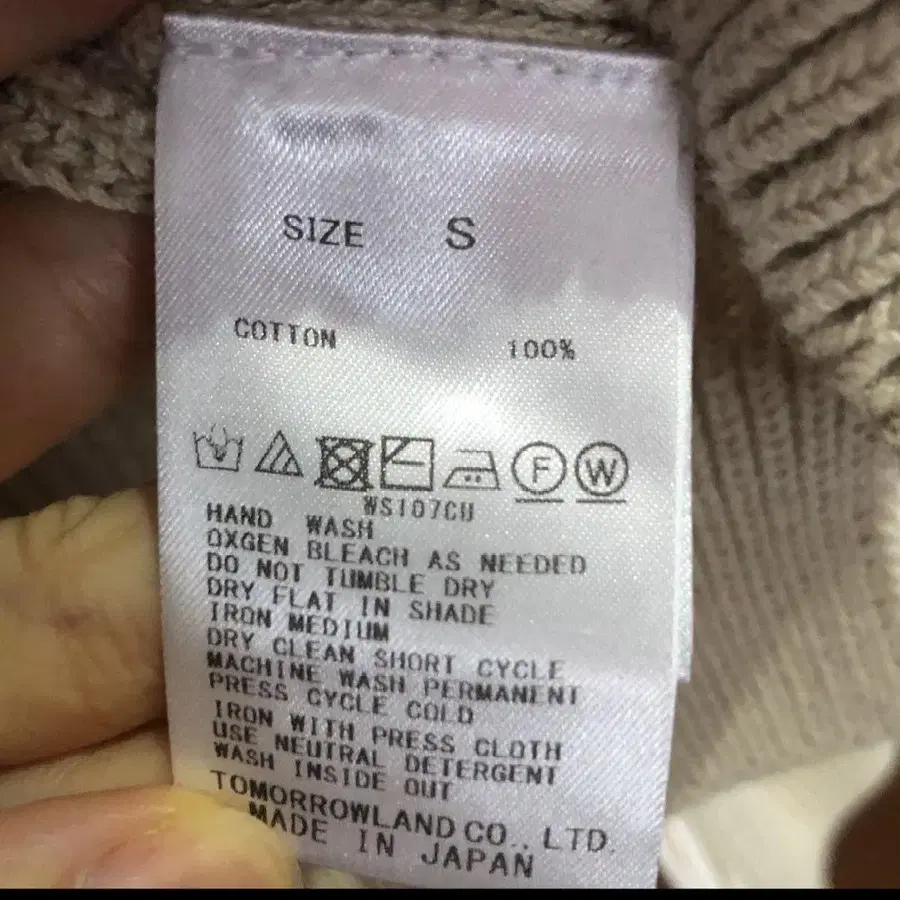 SIZE S
COTTON 100%
F W
WS107CU
HAND WASH
OXGEN BLEACH AS NEEDED
DO NOT TUMBLE DRY
DRY FLAT IN SHADE
IRON MEDIUM
DRY CLEAN SHORT CYCLE
MACHINE WASH PERMANENT
PRESS CYCLE COLD
IRON WITH PRESS CLOTH
USE NEUTRAL DETERGENT
WASH INSIDE OUT
TOMORROWLAND CO., LTD.
MADE IN JAPAN